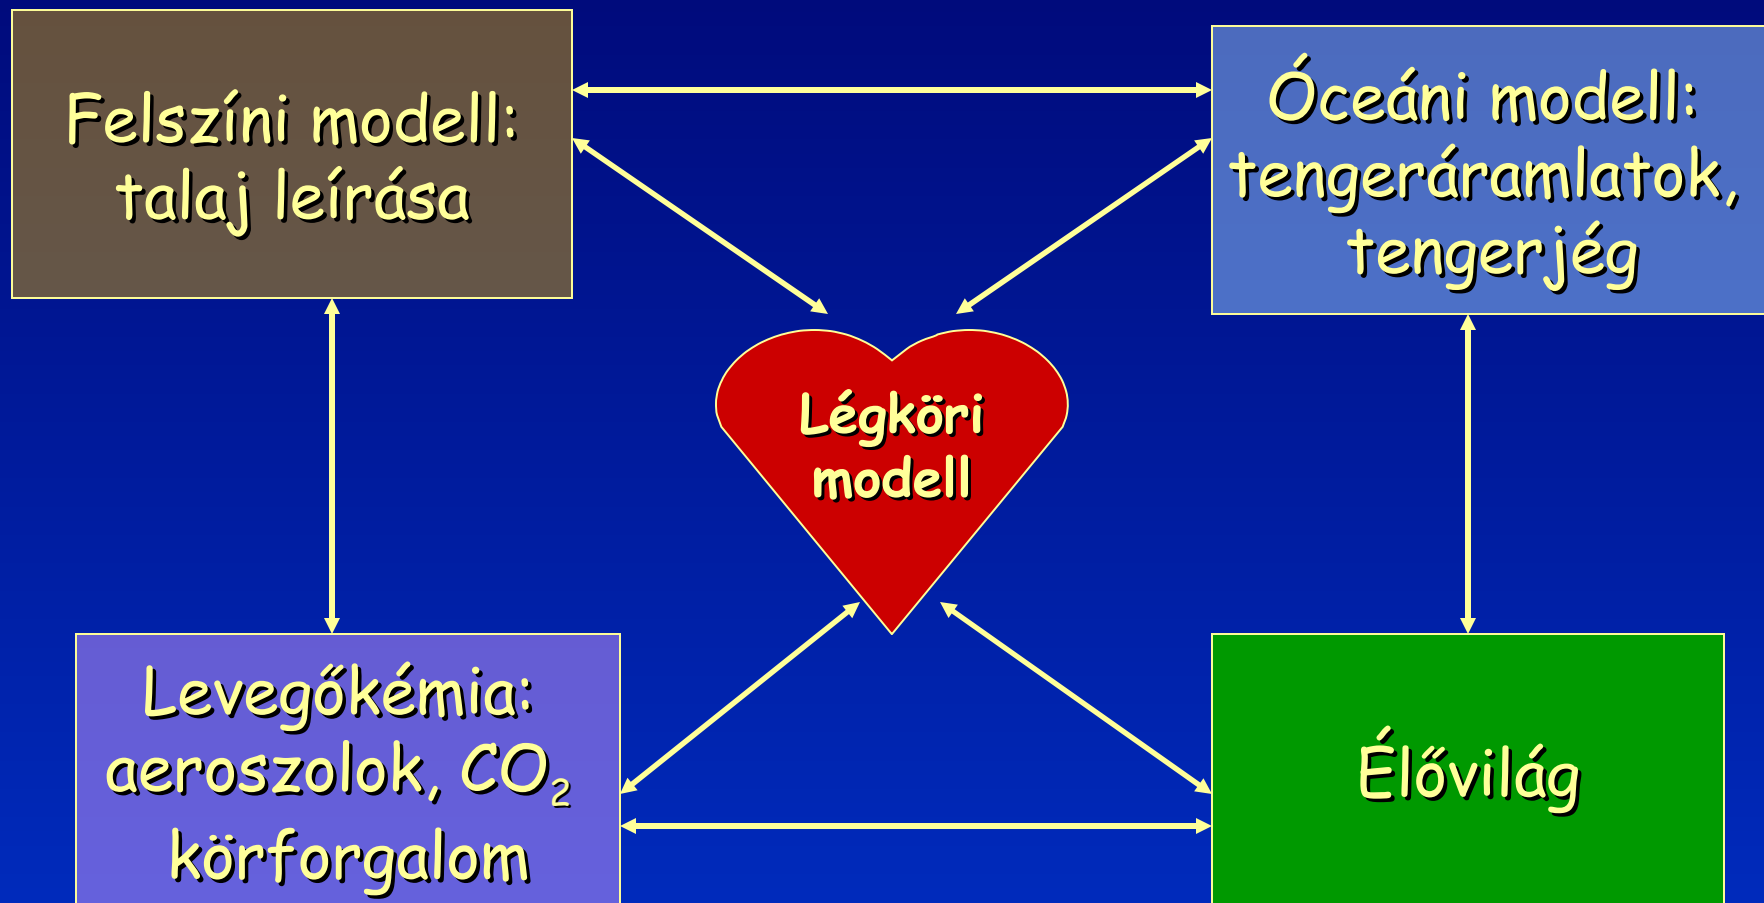 Felszíni modell:
talaj leírása
Óceáni modell:
tengeráramlatok,
tengerjég
Légköri
modell
Levegőkémia:
aeroszolok, CO₂
körforgalom
Élővilág